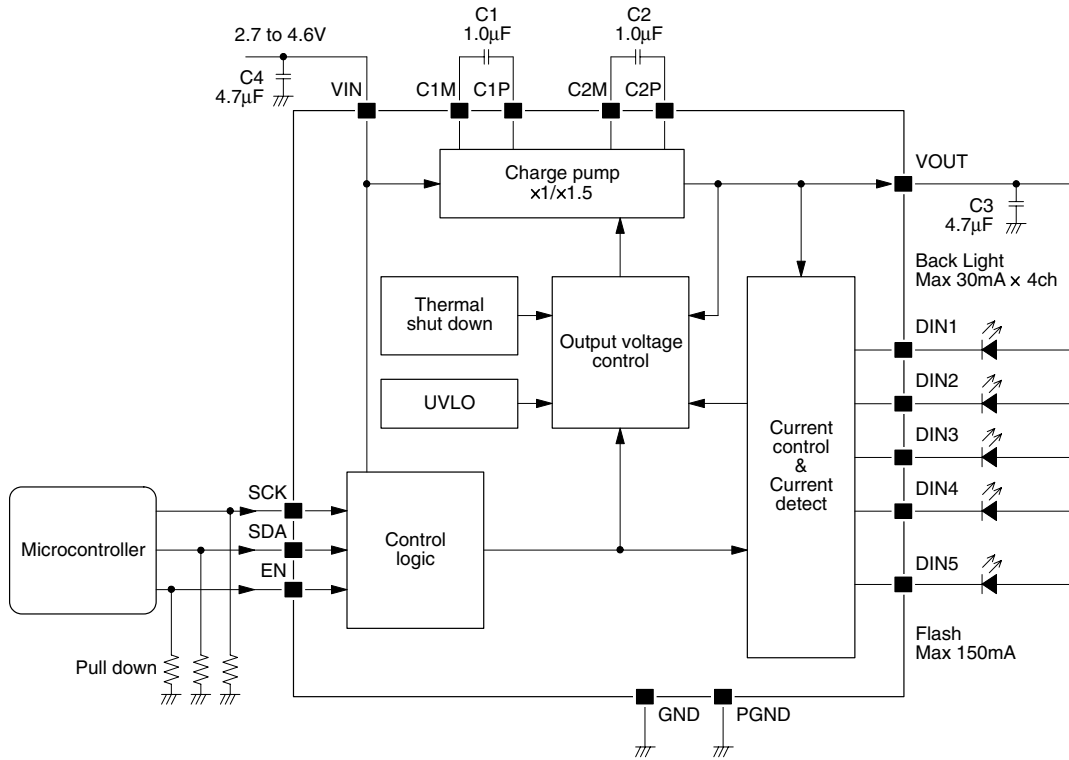 C1
1.0μF
C2
1.0μF
2.7 to 4.6V
C4
4.7μF
VIN
C1M
C1P
C2M
C2P
Charge pump
×1/×1.5
VOUT
C3
4.7μF
Back Light
Max 30mA × 4ch
Thermal
shut down
Output voltage
control
UVLO
DIN1
DIN2
DIN3
DIN4
DIN5
Current
control
&
Current
detect
Flash
Max 150mA
Microcontroller
SCK
SDA
EN
Control
logic
Pull down
GND
PGND